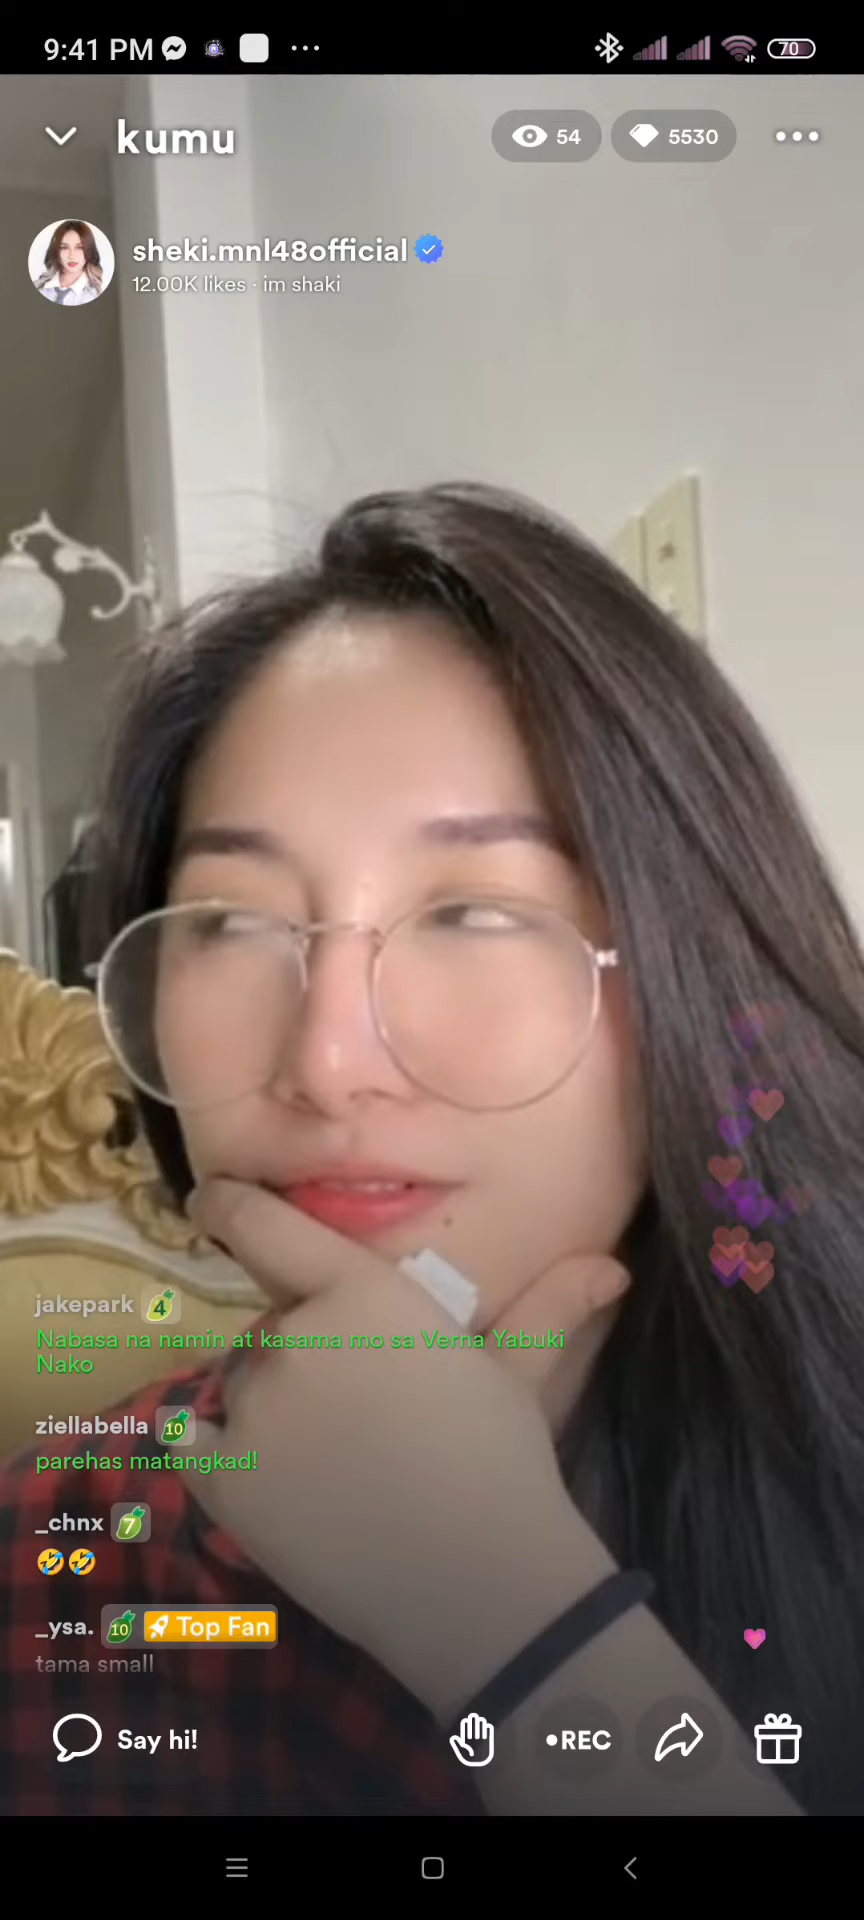 9:41 PM
70
kumu
54
5530
sheki.mnl48official
12.00K likes · im shaki
jakepark 4
Nabasa na namin at kasama mo sa Verna Yabuki
Nako
ziellabella 10
parehas matangkad!
_chnx 7
🤣🤣
_ysa. 10 Top Fan
tama small
Say hi!
•REC